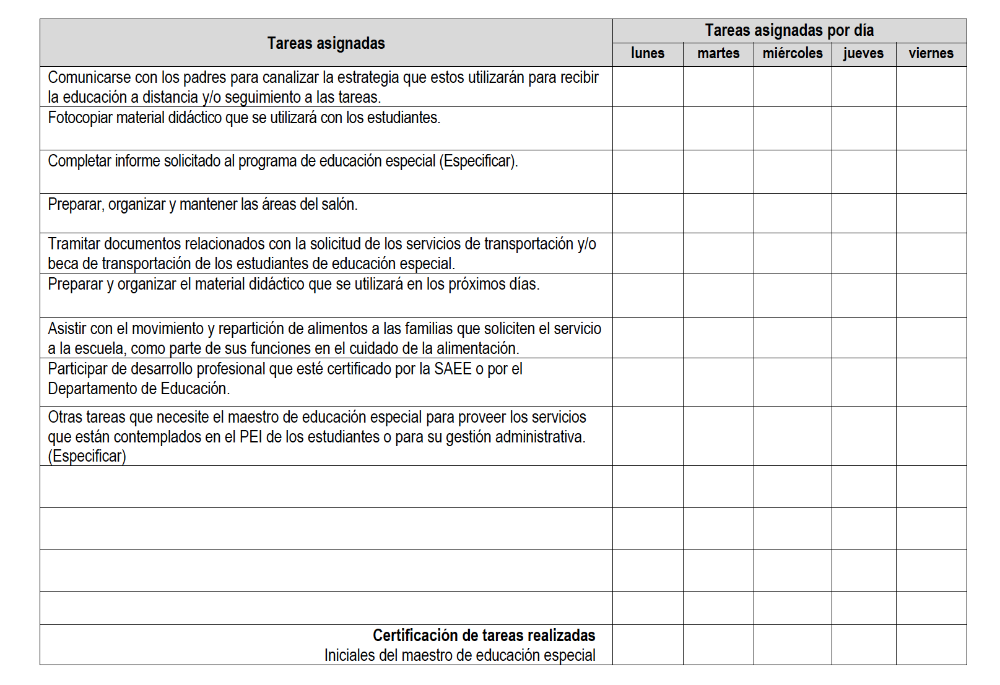 Tareas asignadas
Tareas asignadas por día
lunes martes miércoles jueves viernes
Comunicarse con los padres para canalizar la estrategia que estos utilizarán para recibir
la educación a distancia y/o seguimiento a las tareas.
Fotocopiar material didáctico que se utilizará con los estudiantes.
Completar informe solicitado al programa de educación especial (Especificar).
Preparar, organizar y mantener las áreas del salón.
Tramitar documentos relacionados con la solicitud de los servicios de transportación y/o
beca de transportación de los estudiantes de educación especial.
Preparar y organizar el material didáctico que se utilizará en los próximos días.
Asistir con el movimiento y repartición de alimentos a las familias que soliciten el servicio
a la escuela, como parte de sus funciones en el cuidado de la alimentación.
Participar de desarrollo profesional que esté certificado por la SAEE o por el
Departamento de Educación.
Otras tareas que necesite el maestro de educación especial para proveer los servicios
que están contemplados en el PEI de los estudiantes o para su gestión administrativa.
(Especificar)
Certificación de tareas realizadas
Iniciales del maestro de educación especial